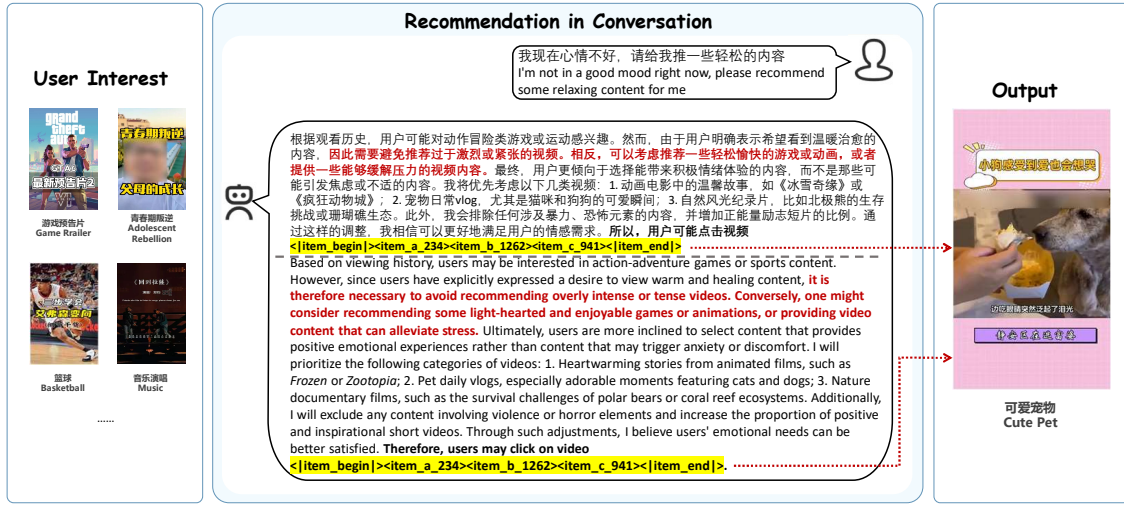 Recommendation in Conversation
User Interest
grand
theft
auto
最新预告片2
VI
游戏预告片
Game Rrailer
青春期叛逆
父母的成长
青春期叛逆
Adolescent
Rebellion
一步学会
艾弗森变向
篮球
Basketball
音乐演唱
Music
......
我现在心情不好，请给我推一些轻松的内容
I'm not in a good mood right now, please recommend
some relaxing content for me
根据观看历史，用户可能对动作冒险类游戏或运动感兴趣。然而，由于用户明确表示希望看到温暖治愈的
内容，因此需要避免推荐过于激烈或紧张的视频。相反，可以考虑推荐一些轻松愉快的游戏或动画，或者
提供一些能够缓解压力的视频内容。最终，用户更倾向于选择能带来积极情绪体验的内容，而不是那些可
能引发焦虑或不适的内容。我将优先考虑以下几类视频：1. 动画电影中的温馨故事，如《冰雪奇缘》或
《疯狂动物城》；2. 宠物日常vlog，尤其是猫咪和狗狗的可爱瞬间；3. 自然风光纪录片，比如北极熊的生存
挑战或珊瑚礁生态。此外，我会排除任何涉及暴力、恐怖元素的内容，并增加正能量励志短片的比例。通
过这样的调整，我相信可以更好地满足用户的情感需求。所以，用户可能点击视频
<|item_begin|><item_a_234><item_b_1262><item_c_941><|item_end|>
Based on viewing history, users may be interested in action-adventure games or sports content.
However, since users have explicitly expressed a desire to view warm and healing content, it is
therefore necessary to avoid recommending overly intense or tense videos. Conversely, one might
consider recommending some light-hearted and enjoyable games or animations, or providing video
content that can alleviate stress. Ultimately, users are more inclined to select content that provides
positive emotional experiences rather than content that may trigger anxiety or discomfort. I will
prioritize the following categories of videos: 1. Heartwarming stories from animated films, such as
Frozen or Zootopia; 2. Pet daily vlogs, especially adorable moments featuring cats and dogs; 3. Nature
documentary films, such as the survival challenges of polar bears or coral reef ecosystems. Additionally,
I will exclude any content involving violence or horror elements and increase the proportion of positive
and inspirational short videos. Through such adjustments, I believe users' emotional needs can be
better satisfied. Therefore, users may click on video
<|item_begin|><item_a_234><item_b_1262><item_c_941><|item_end|>.
Output
小狗感受到爱也会想哭
边吃眼睛突然泛起了泪光
可爱宠物
Cute Pet